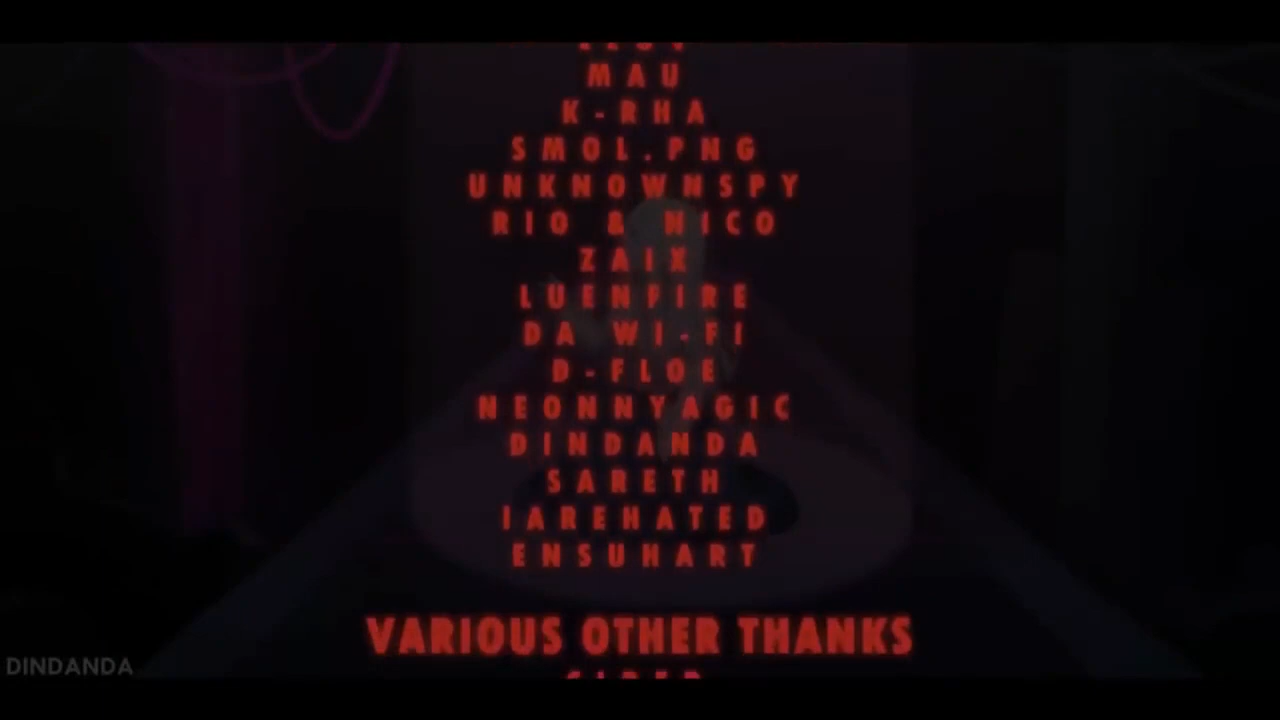 MAU
K-RHA
SMOL.PNG
UNKNOWNSPY
RIO & NICO
ZAIX
LUENFIRE
DA WI-FI
D-FLOE
NEONNYAGIC
DINDANDA
SARETH
IAREHATED
ENSUHART
VARIOUS OTHER THANKS
DINDANDA